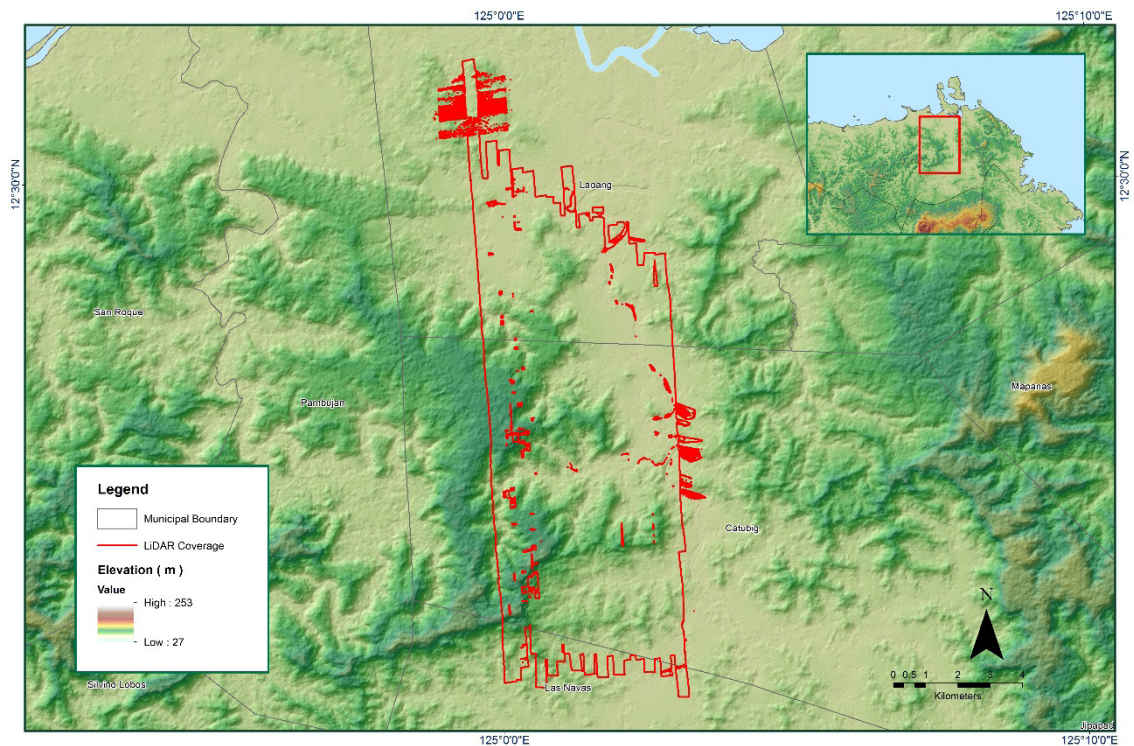 125°0'0"E
125°10'0"E
12°30'0"N
12°30'0"N
Laoang
San Roque
Mapanas
Pambujan
Catubig
Legend
Municipal Boundary
LiDAR Coverage
Elevation ( m )
Value
High : 253
Low : 27
N
0 0.5 1 2 3 4
Kilometers
Silvino Lobos
Las Navas
Jipapad
125°0'0"E
125°10'0"E